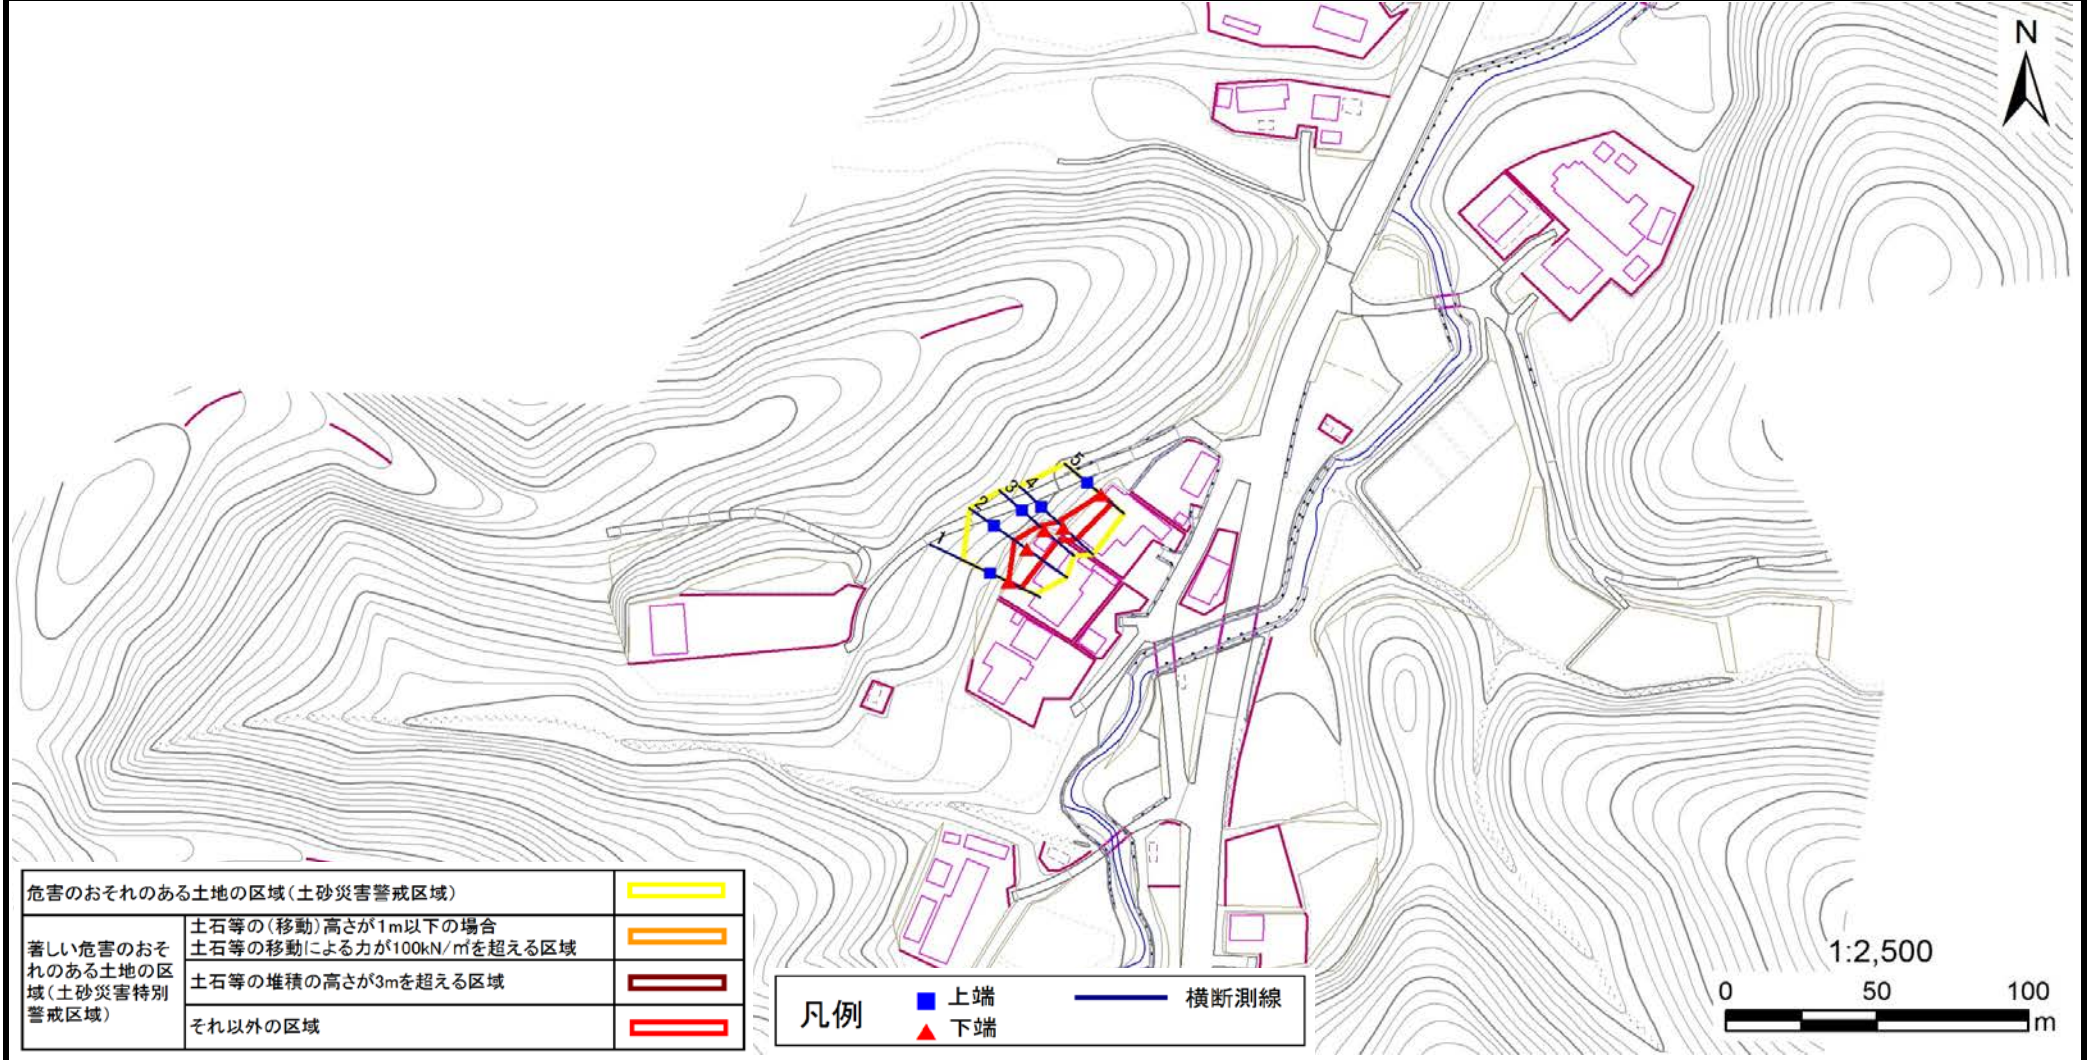 N
5
4
3
2
1
危害のおそれのある土地の区域(土砂災害警戒区域)
著しい危害のおそ
れのある土地の区
域(土砂災害特別
警戒区域)
土石等の(移動)高さが1m以下の場合
土石等の移動による力が100kN/㎡を超える区域
土石等の堆積の高さが3mを超える区域
それ以外の区域
凡例
上端
下端
横断測線
1:2,500
0 50 100
m